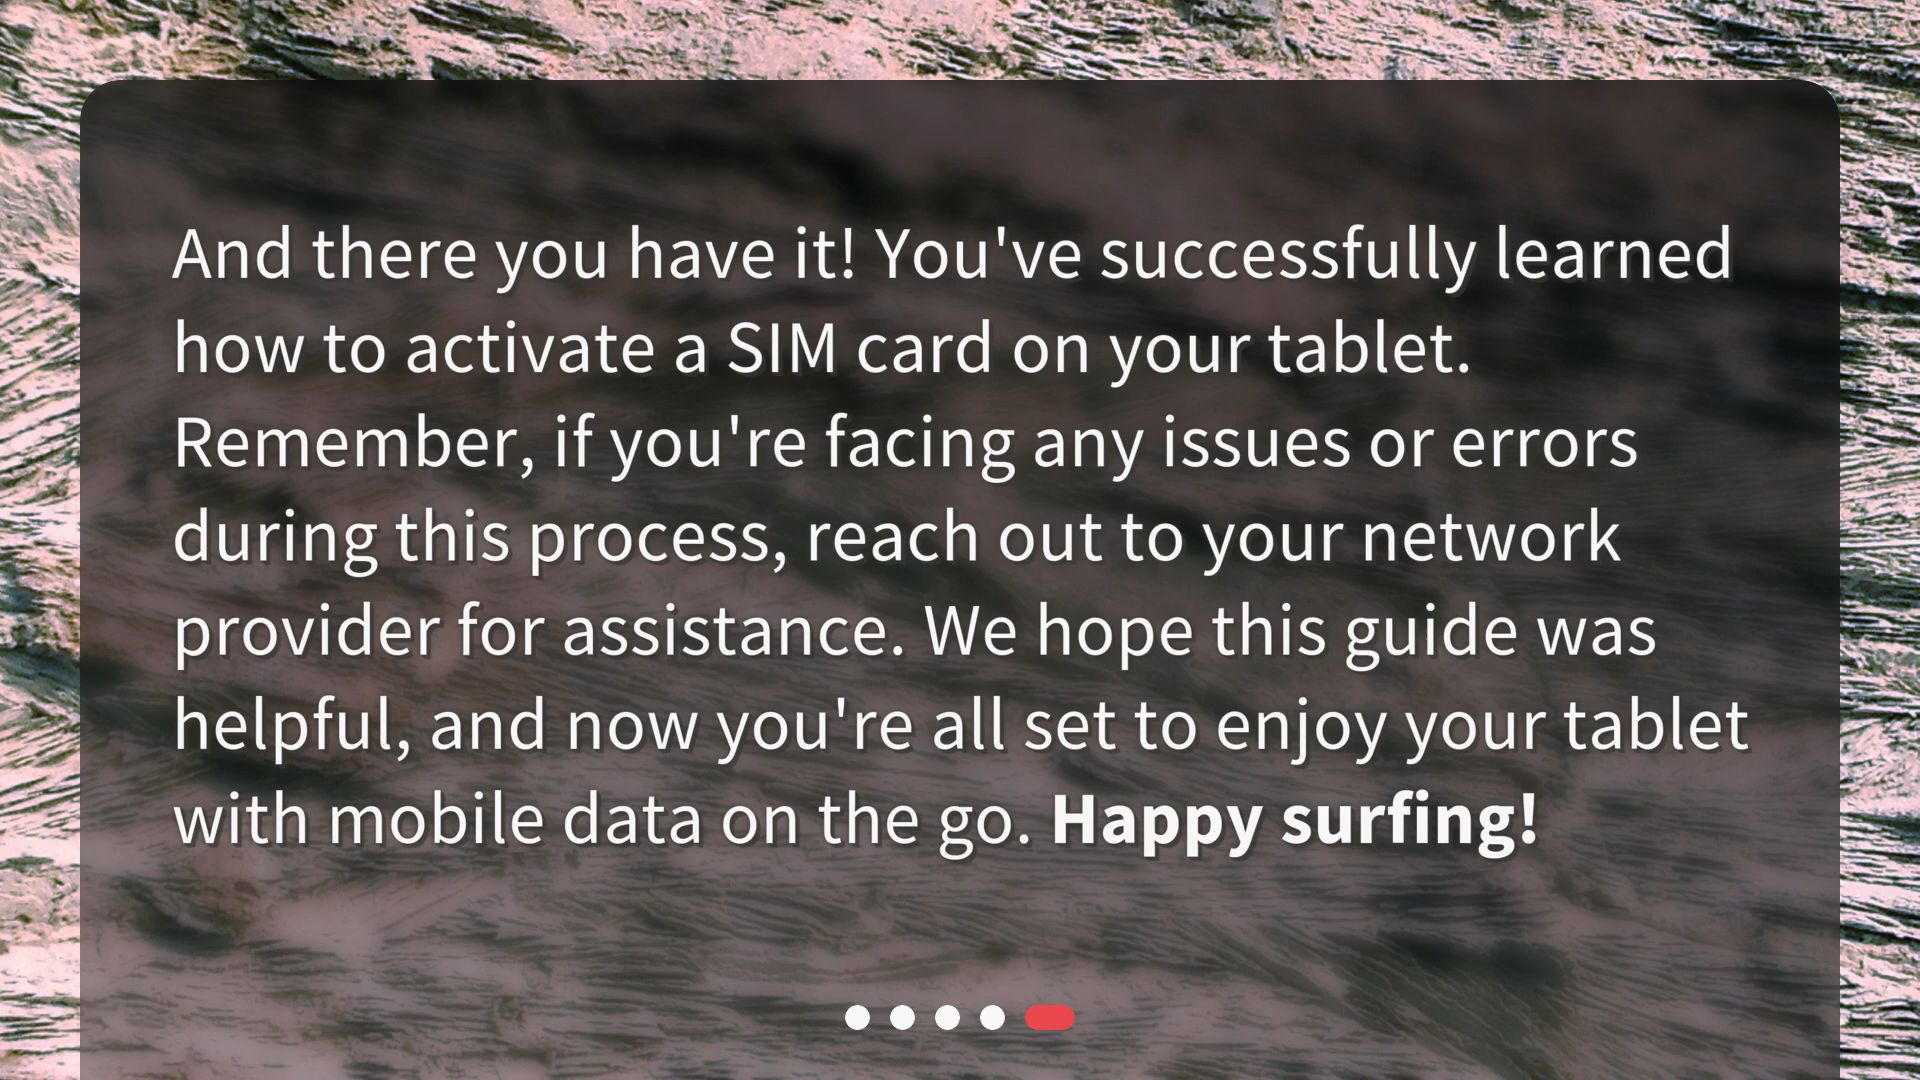 And there you have it! You've successfully learned
how to activate a SIM card on your tablet.
Remember, if you're facing any issues or errors
during this process, reach out to your network
provider for assistance. We hope this guide was
helpful, and now you're all set to enjoy your tablet
with mobile data on the go. Happy surfing!